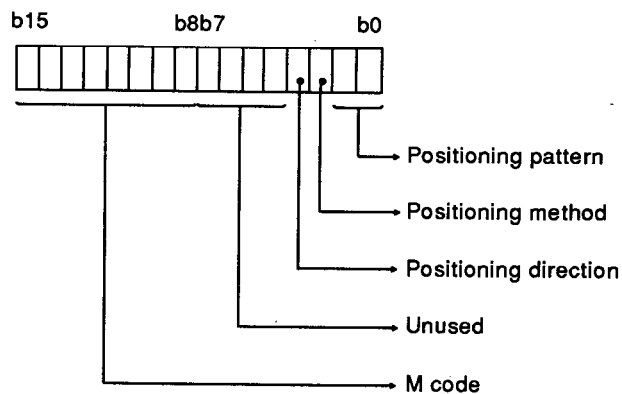 b15 b8b7 b0
Positioning pattern
Positioning method
Positioning direction
Unused
M code